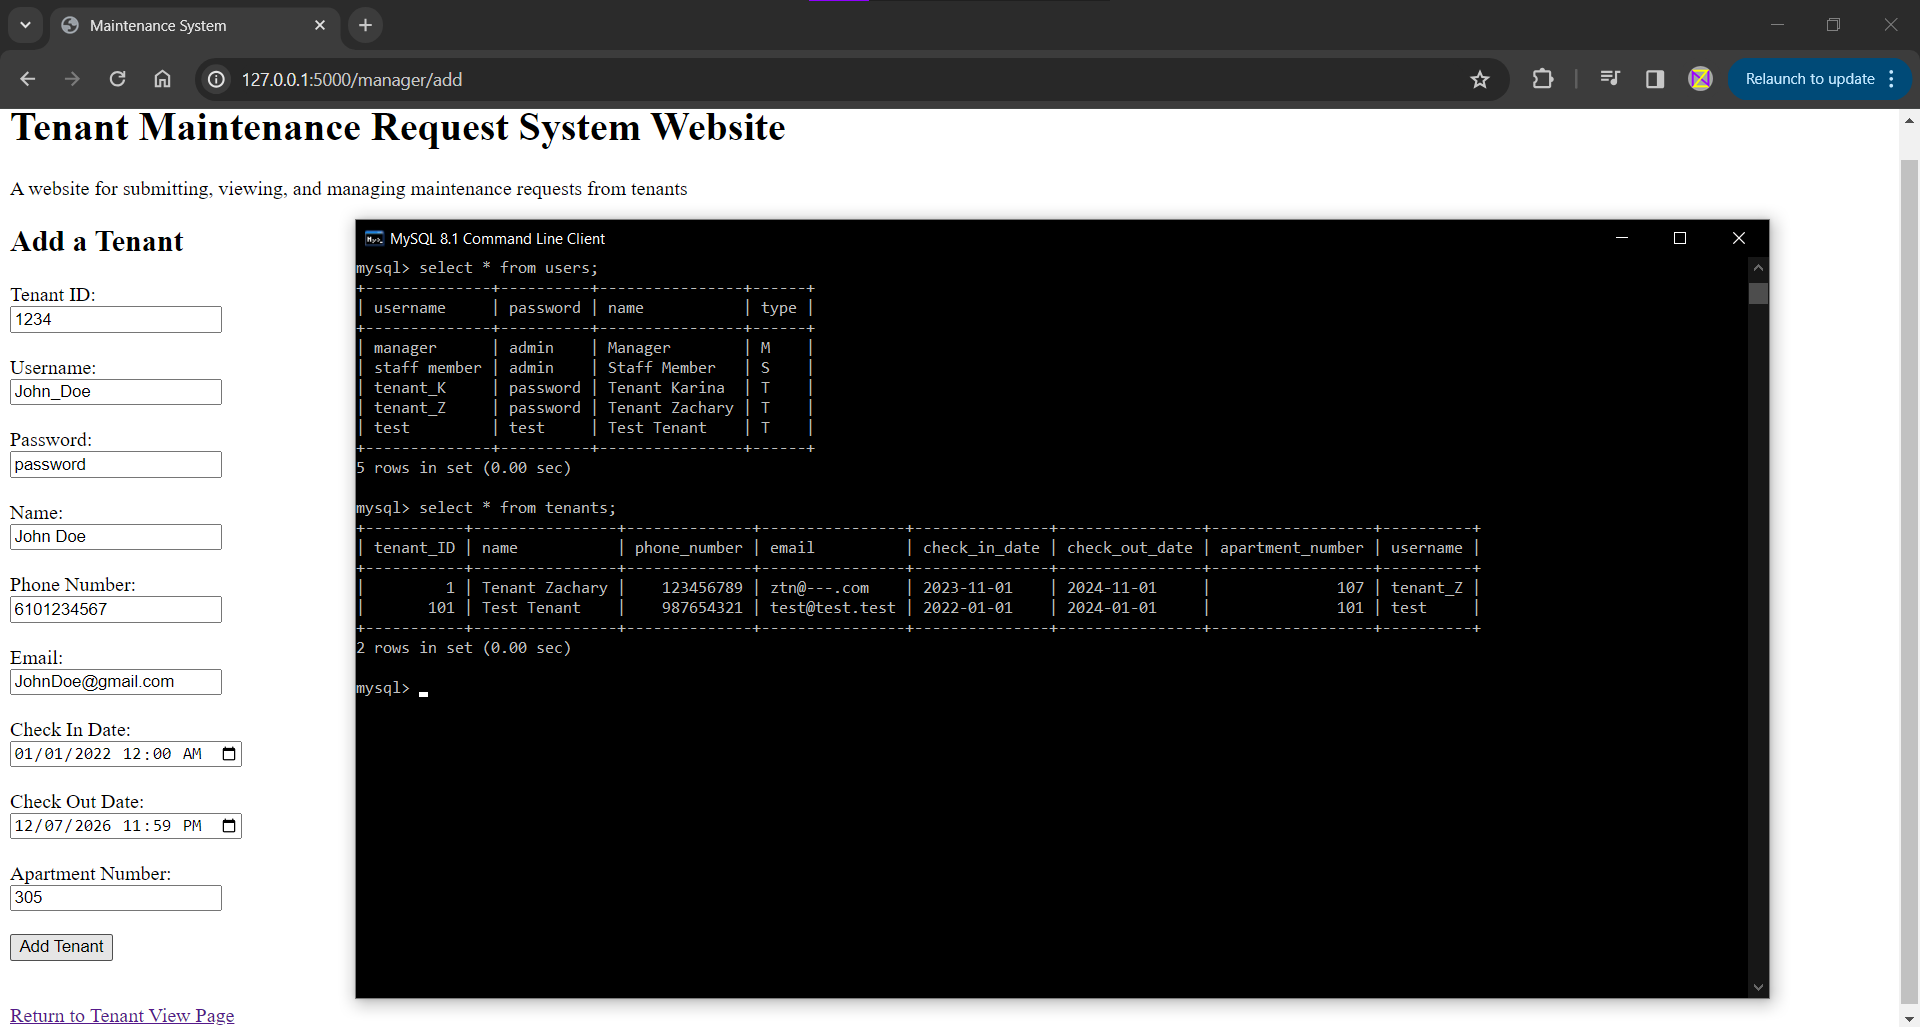 Maintenance System
127.0.0.1:5000/manager/add
Relaunch to update
Tenant Maintenance Request System Website
A website for submitting, viewing, and managing maintenance requests from tenants
Add a Tenant
Tenant ID:
1234
Username:
John_Doe
Password:
password
Name:
John Doe
Phone Number:
6101234567
Email:
JohnDoe@gmail.com
Check In Date:
01/01/2022 12:00 AM
Check Out Date:
12/07/2026 11:59 PM
Apartment Number:
305
Add Tenant
Return to Tenant View Page
MySQL 8.1 Command Line Client
mysql> select * from users;
+--------------+----------+----------------+------+
| username     | password | name           | type |
+--------------+----------+----------------+------+
| manager      | admin    | Manager        | M    |
| staff member | admin    | Staff Member   | S    |
| tenant_K     | password | Tenant Karina  | T    |
| tenant_Z     | password | Tenant Zachary | T    |
| test         | test     | Test Tenant    | T    |
+--------------+----------+----------------+------+
5 rows in set (0.00 sec)
mysql> select * from tenants;
+-----------+----------------+--------------+----------------+---------------+----------------+------------------+----------+
| tenant_ID | name           | phone_number | email          | check_in_date | check_out_date | apartment_number | username |
+-----------+----------------+--------------+----------------+---------------+----------------+------------------+----------+
|         1 | Tenant Zachary |    123456789 | ztn@---.com    | 2023-11-01    | 2024-11-01     |              107 | tenant_Z |
|       101 | Test Tenant    |    987654321 | test@test.test | 2022-01-01    | 2024-01-01     |              101 | test     |
+-----------+----------------+--------------+----------------+---------------+----------------+------------------+----------+
2 rows in set (0.00 sec)
mysql>